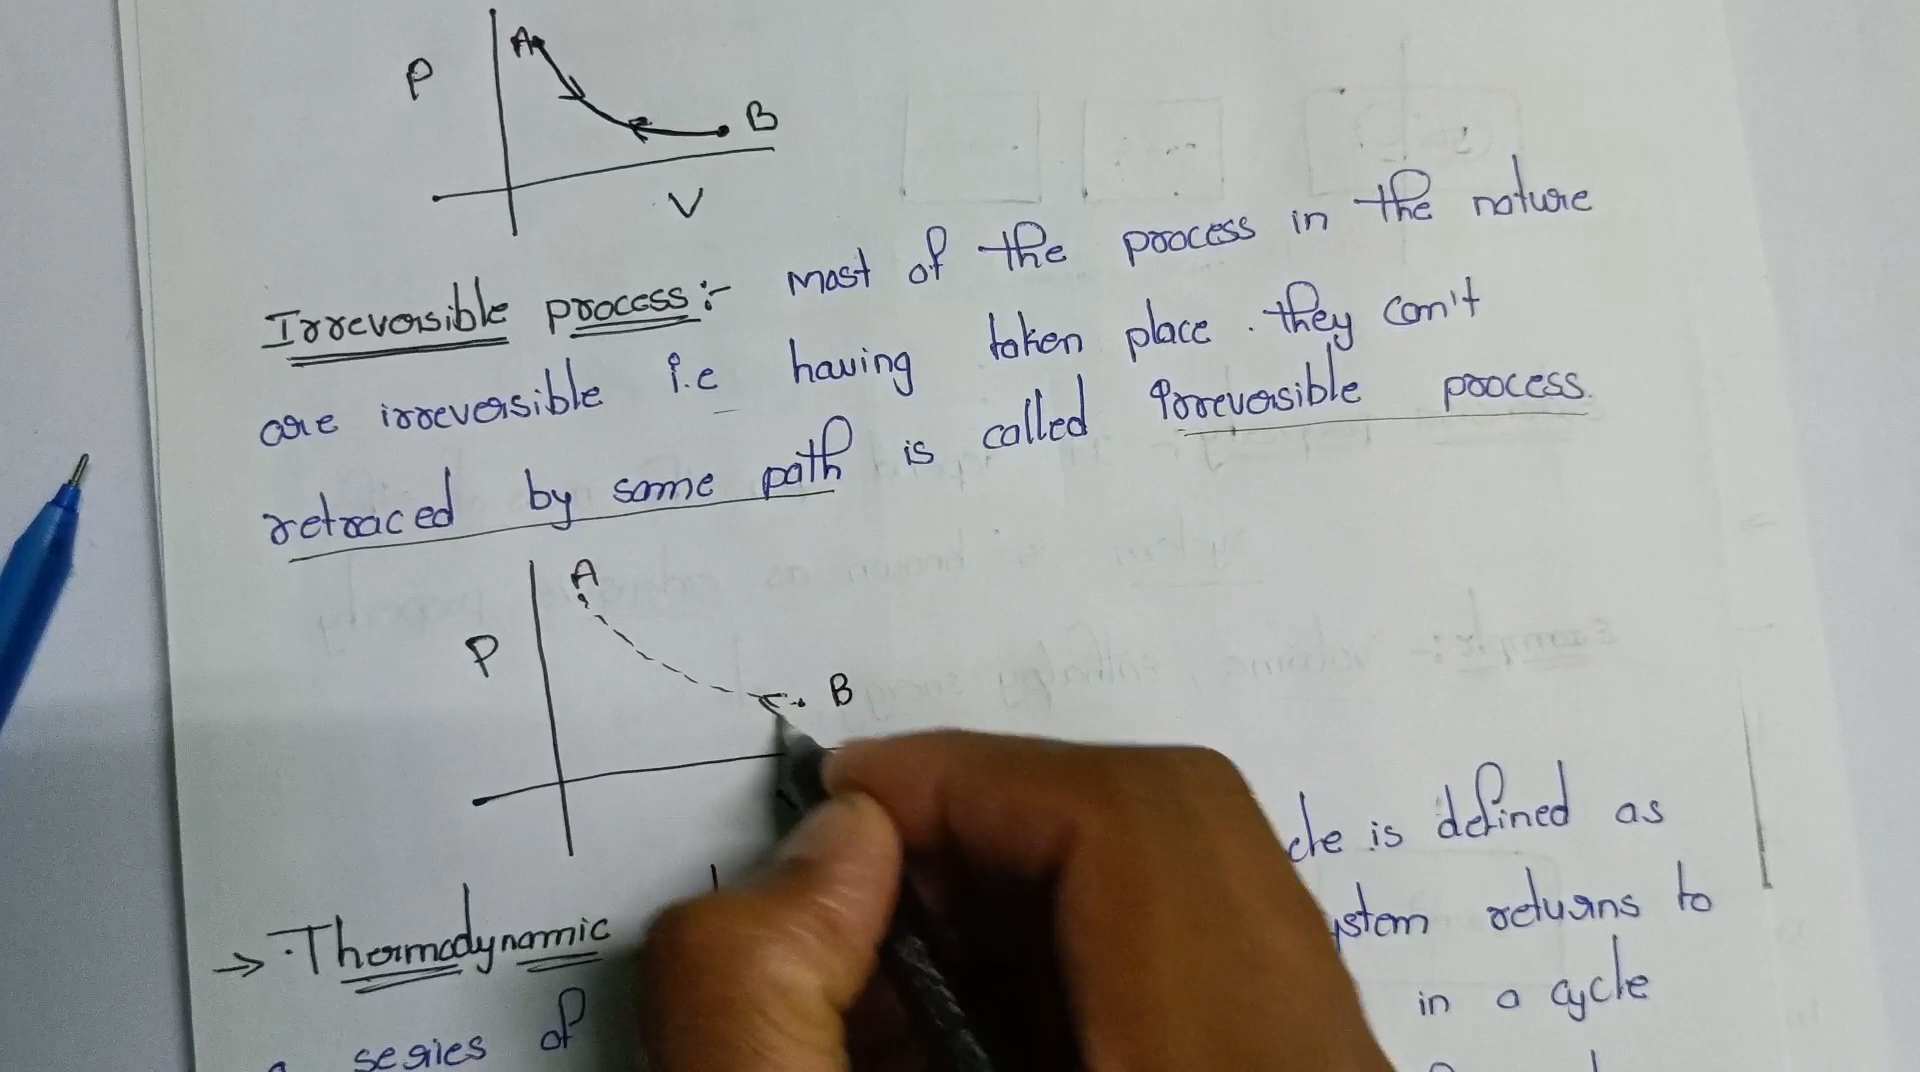 A
P
B
V
Irreversible process:- most of the process in the nature
are irreversible i.e having taken place. they can't
retraced by same path is called irreversible process.
A
P
B
→ Thermodynamic cle is defined as
a series of ystem returns to
in a cycle